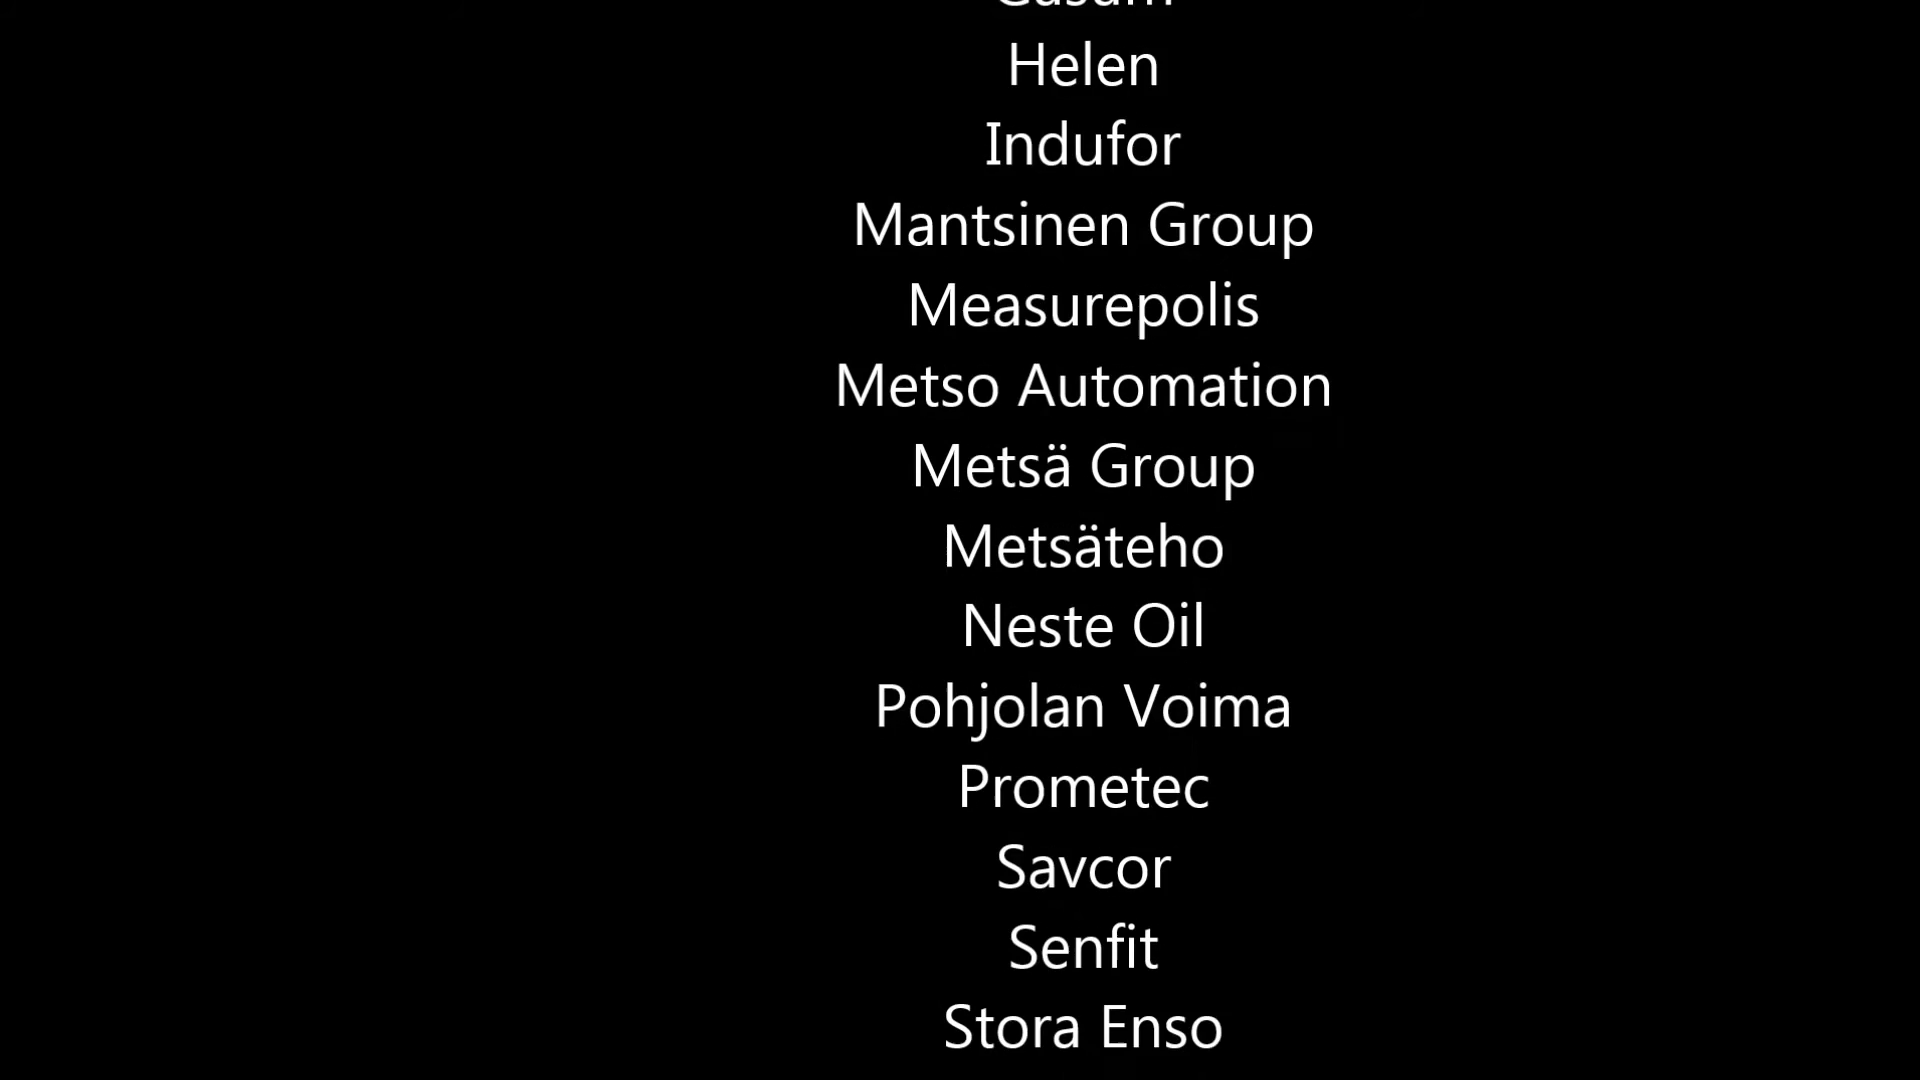 Helen
Indufor
Mantsinen Group
Measurepolis
Metso Automation
Metsä Group
Metsäteho
Neste Oil
Pohjolan Voima
Prometec
Savcor
Senfit
Stora Enso